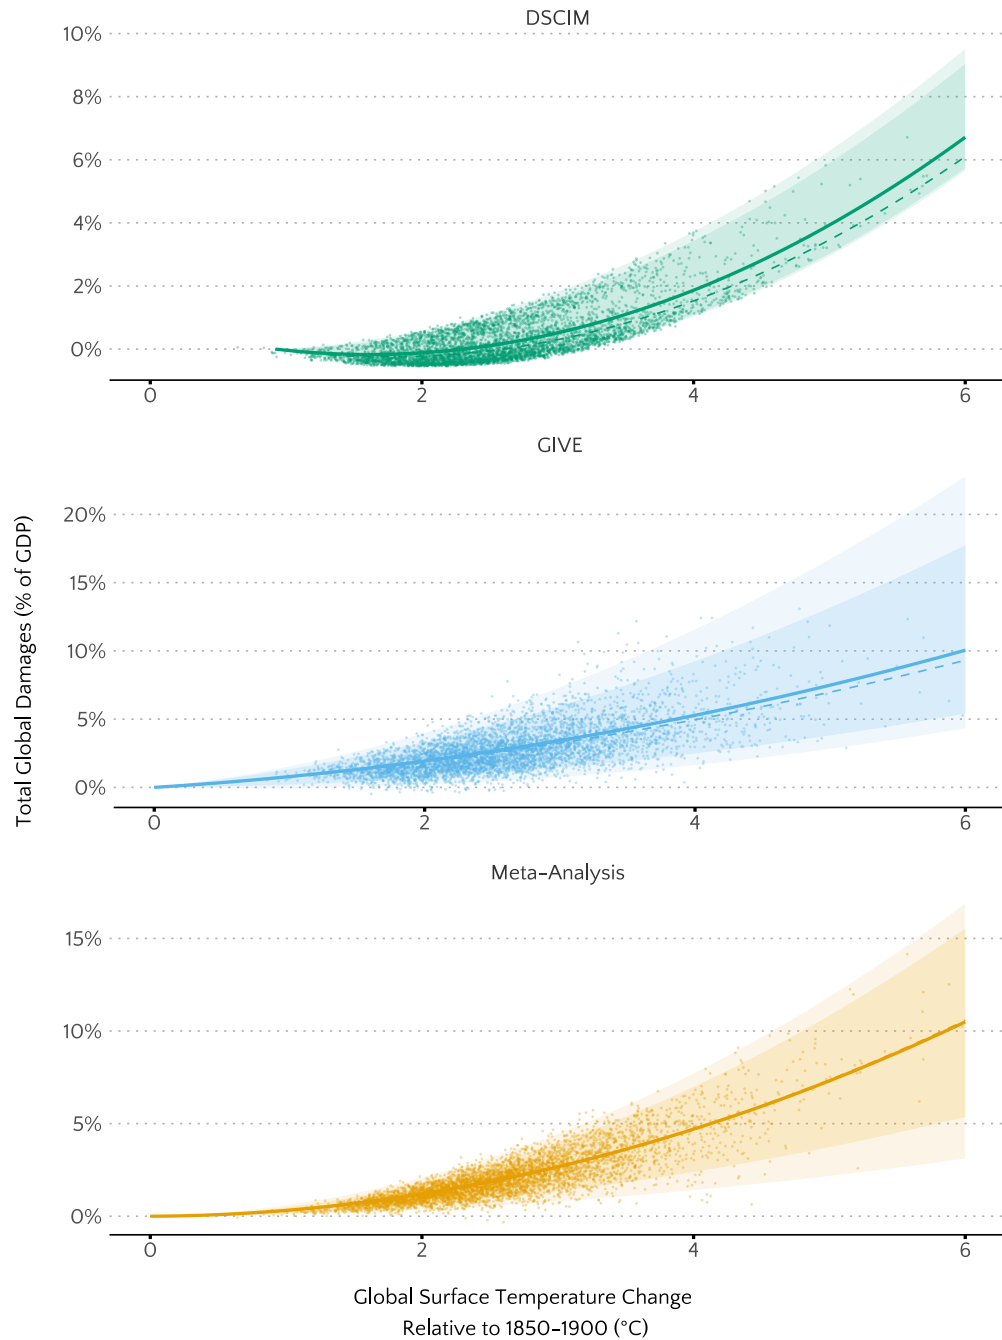 DSCIM
10%
8%
6%
4%
2%
0%
0 2 4 6
GIVE
Total Global Damages (% of GDP)
20%
15%
10%
5%
0%
0 2 4 6
Meta-Analysis
15%
10%
5%
0%
0 2 4 6
Global Surface Temperature Change
Relative to 1850–1900 (°C)